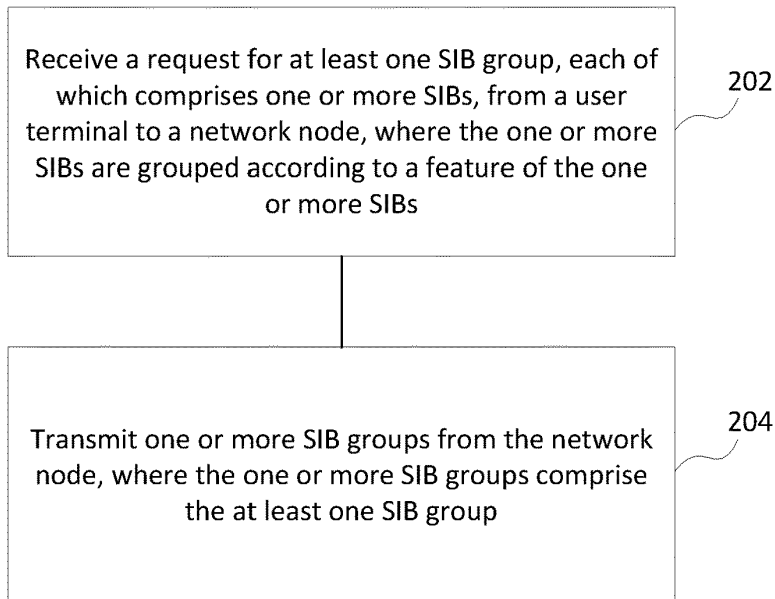 Receive a request for at least one SIB group, each of
which comprises one or more SIBs, from a user
terminal to a network node, where the one or more
SIBs are grouped according to a feature of the one
or more SIBs
202
Transmit one or more SIB groups from the network
node, where the one or more SIB groups comprise
the at least one SIB group
204